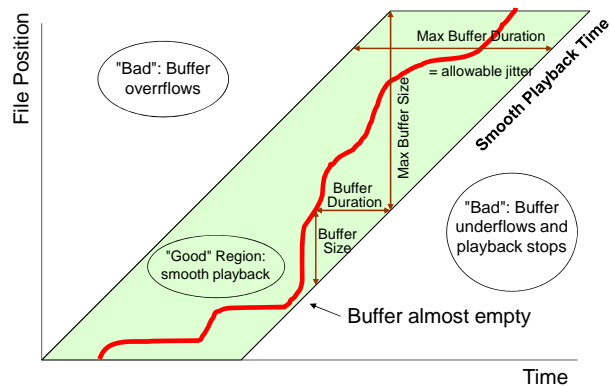 File Position
"Bad": Buffer
overrflows
Max Buffer Duration
= allowable jitter
Smooth Playback Time
Max Buffer Size
Buffer
Duration
Buffer
Size
"Bad": Buffer
underflows and
playback stops
"Good" Region:
smooth playback
Buffer almost empty
Time